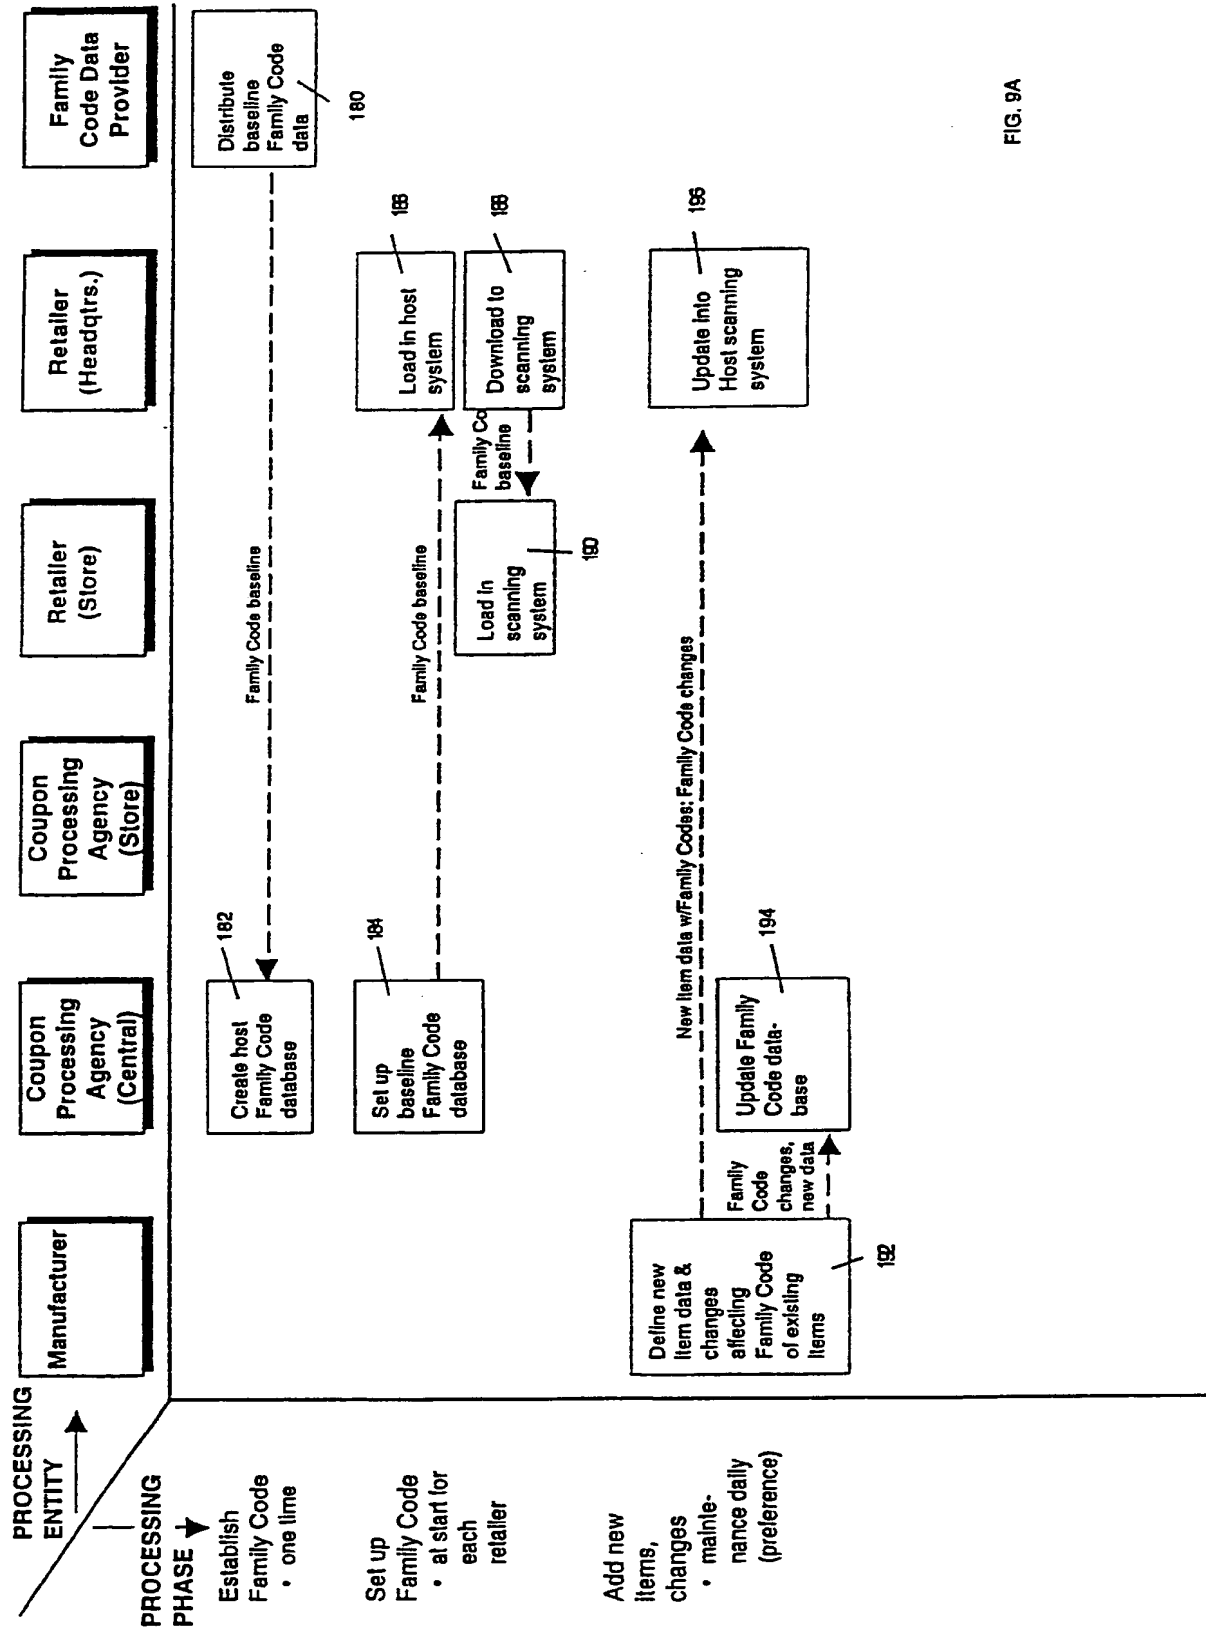 PROCESSING
ENTITY
PROCESSING
PHASE
Manufacturer
Coupon
Processing
Agency
(Central)
Coupon
Processing
Agency
(Store)
Retailer
(Store)
Retailer
(Headqtrs.)
Family
Code Data
Provider
Establish
Family Code
• one time
182
Create host
Family Code
database
Family Code baseline
Distribute
baseline
Family Code
data
180
Set up
Family Code
• at start for
each
retailer
184
Set up
baseline
Family Code
database
Family Code baseline
Load in host
system
Load in
scanning
system
190
Family Co
baseline
Download to
scanning
system
188
Add new
items,
changes
• mainte-
nance daily
(preference)
Define new
item data &
changes
affecting
Family Code
of existing
items
192
New item data w/Family Codes; Family Code changes
Family
Code
changes,
new data
Update Family
Code data-
base
194
Update into
Host scanning
system
196
FIG. 9A